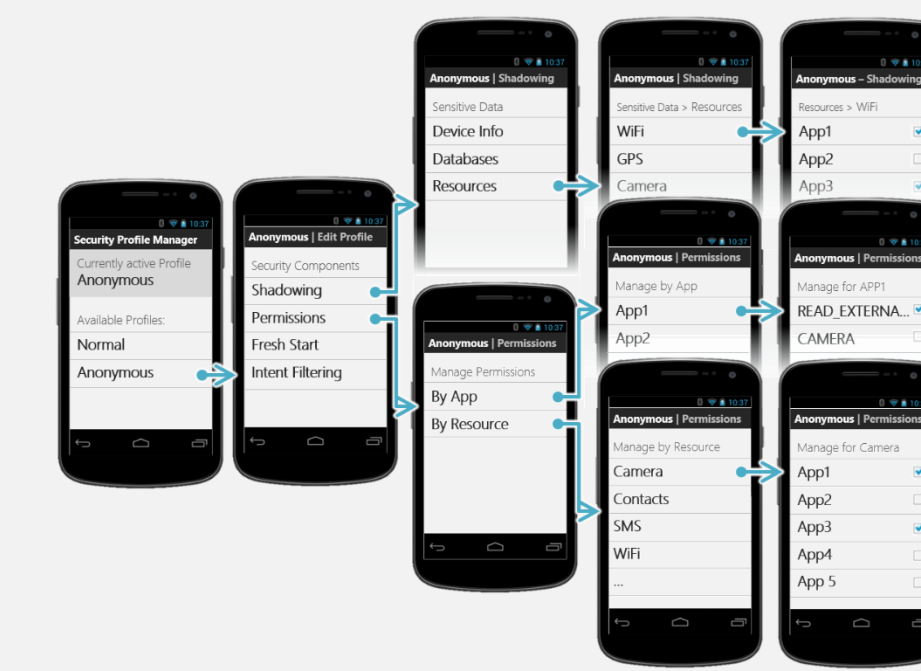 10:37
Security Profile Manager
Currently active Profile
Anonymous
Available Profiles:
Normal
Anonymous
10:37
Anonymous | Edit Profile
Security Components
Shadowing
Permissions
Fresh Start
Intent Filtering
10:37
Anonymous | Shadowing
Sensitive Data
Device Info
Databases
Resources
10:37
Anonymous | Permissions
Manage Permissions
By App
By Resource
10:37
Anonymous | Shadowing
Sensitive Data > Resources
WiFi
GPS
Camera
10:37
Anonymous | Permissions
Manage by App
App1
App2
10:37
Anonymous | Permissions
Manage by Resource
Camera
Contacts
SMS
WiFi
...
10
Anonymous – Shadowing
Resources > WiFi
App1
App2
App3
10
Anonymous | Permissions
Manage for APP1
READ_EXTERNA...
CAMERA
10
Anonymous | Permissions
Manage for Camera
App1
App2
App3
App4
App 5